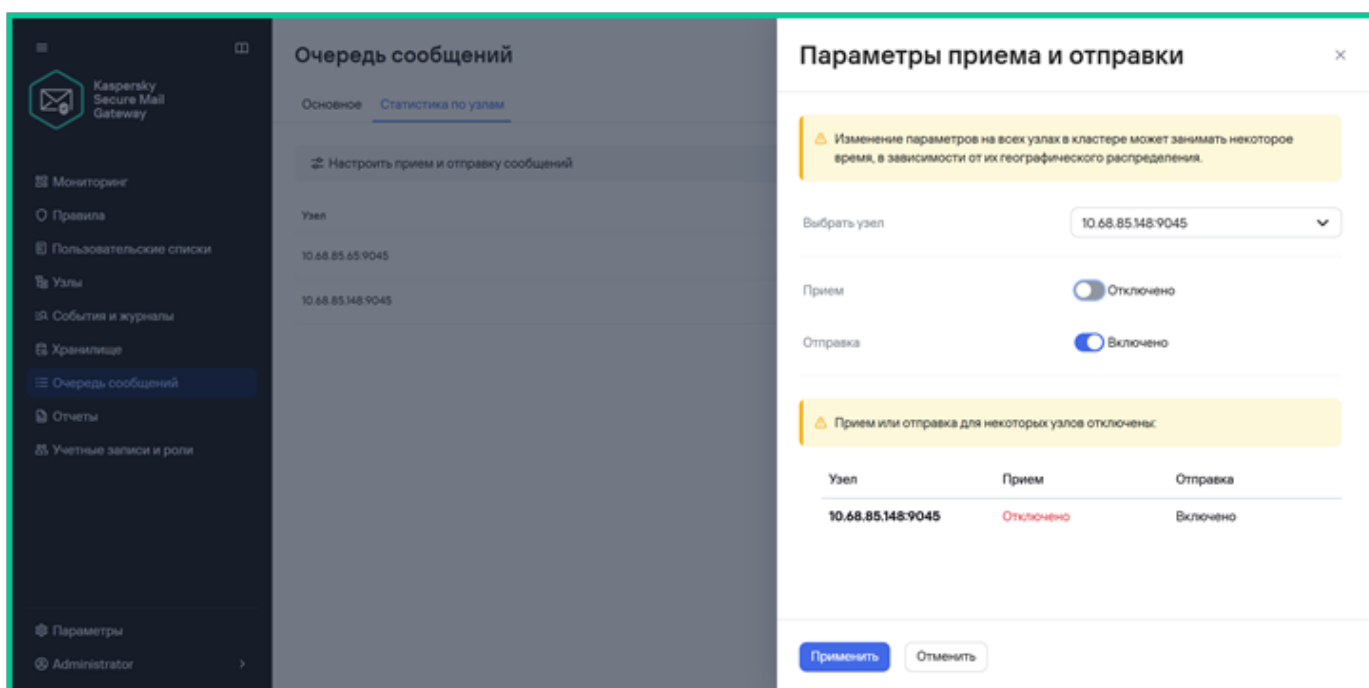 Kaspersky
Secure Mail
Gateway
Мониторинг
Правила
Пользовательские списки
Узлы
События и журналы
Хранилище
Очередь сообщений
Отчеты
Учетные записи и роли
Параметры
Administrator
Очередь сообщений
Основное Статистика по узлам
Настроить прием и отправку сообщений
Узел
10.68.85.65:9045
10.68.85.148:9045
Параметры приема и отправки
Изменение параметров на всех узлах в кластере может занимать некоторое
время, в зависимости от их географического распределения.
Выбрать узел 10.68.85.148:9045
Прием Отключено
Отправка Включено
Прием или отправка для некоторых узлов отключены:
Узел Прием Отправка
10.68.85.148:9045 Отключено Включено
Применить Отменить